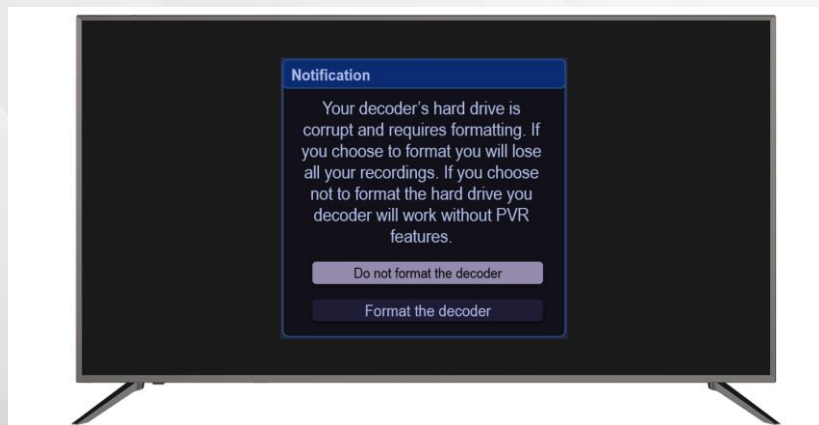 Notification
Your decoder's hard drive is
corrupt and requires formatting. If
you choose to format you will lose
all your recordings. If you choose
not to format the hard drive you
decoder will work without PVR
features.
Do not format the decoder
Format the decoder